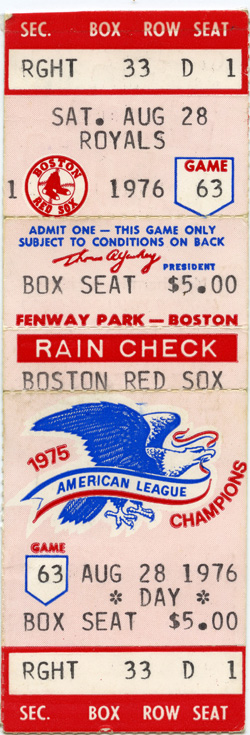 SEC. BOX ROW SEAT
RGHT 33 D 1
SAT. AUG 28
ROYALS
BOSTON
RED SOX
GAME
1 1976 63
ADMIT ONE — THIS GAME ONLY
SUBJECT TO CONDITIONS ON BACK
PRESIDENT
BOX SEAT $5.00
FENWAY PARK — BOSTON
RAIN CHECK
BOSTON RED SOX
1975
AMERICAN LEAGUE
CHAMPIONS
GAME
63 AUG 28 1976
* DAY *
BOX SEAT $5.00
RGHT 33 D 1
SEC. BOX ROW SEAT